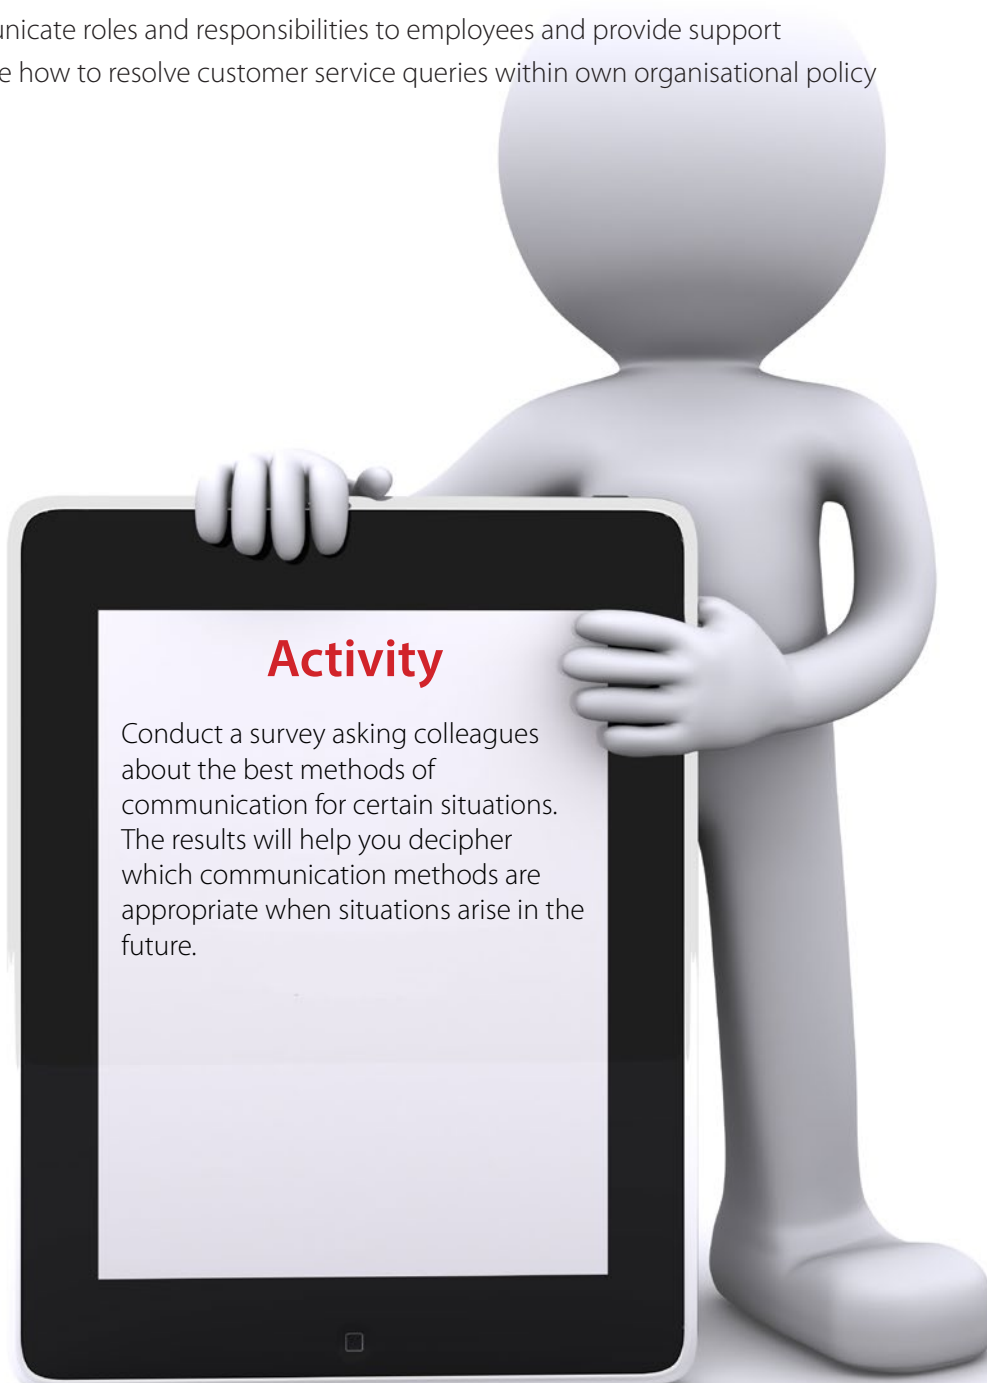 roles and responsibilities to employees and provide support
how to resolve customer service queries within own organisational policy
Activity
Conduct a survey asking colleagues
about the best methods of
communication for certain situations.
The results will help you decipher
which communication methods are
appropriate when situations arise in the
future.